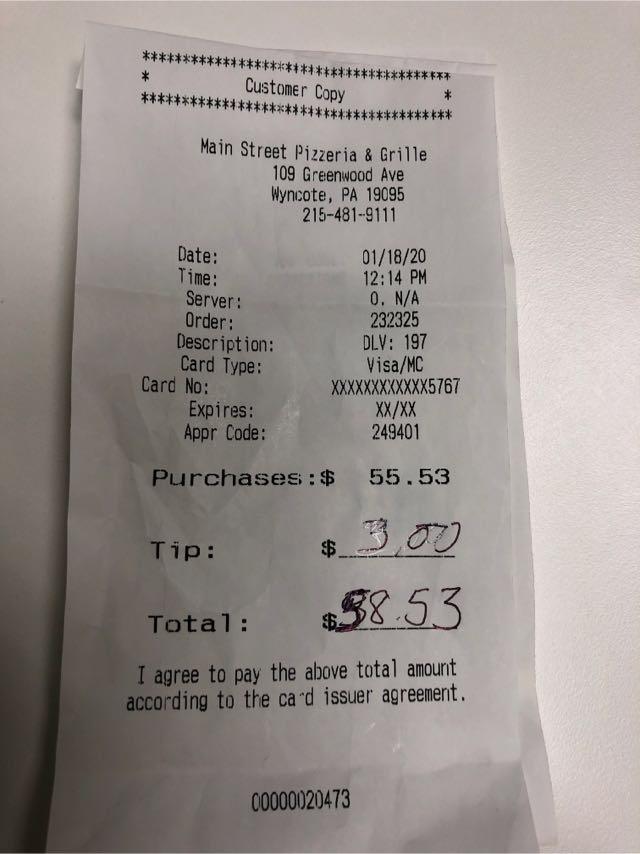 ****************************************
* Customer Copy *
****************************************
Main Street Pizzeria & Grille
109 Greenwood Ave
Wyncote, PA 19095
215-481-9111
Date: 01/18/20
Time: 12:14 PM
Server: O. N/A
Order: 232325
Description: DLV: 197
Card Type: Visa/MC
Card No: XXXXXXXXXXXX5767
Expires: XX/XX
Appr Code: 249401
Purchases:$ 55.53
Tip: $ 3.00
Total: $58.53
I agree to pay the above total amount
according to the card issuer agreement.
00000020473